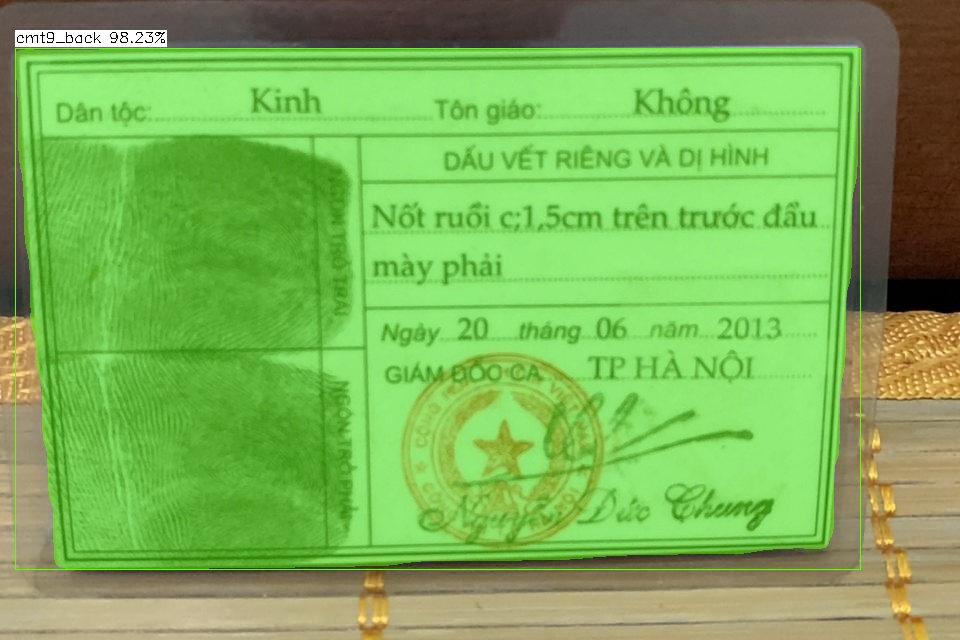 cmt9_back 98.23%
Dân tộc: Kinh Tôn giáo: Không
DẤU VẾT RIÊNG VÀ DỊ HÌNH
Nốt ruồi c;1,5cm trên trước đầu
mày phải
NGÓN TRỎ TRÁI
Ngày 20 tháng 06 năm 2013
GIÁM ĐỐC CA TP HÀ NỘI
NGÓN TRỎ PHẢI
Nguyễn Đức Chung